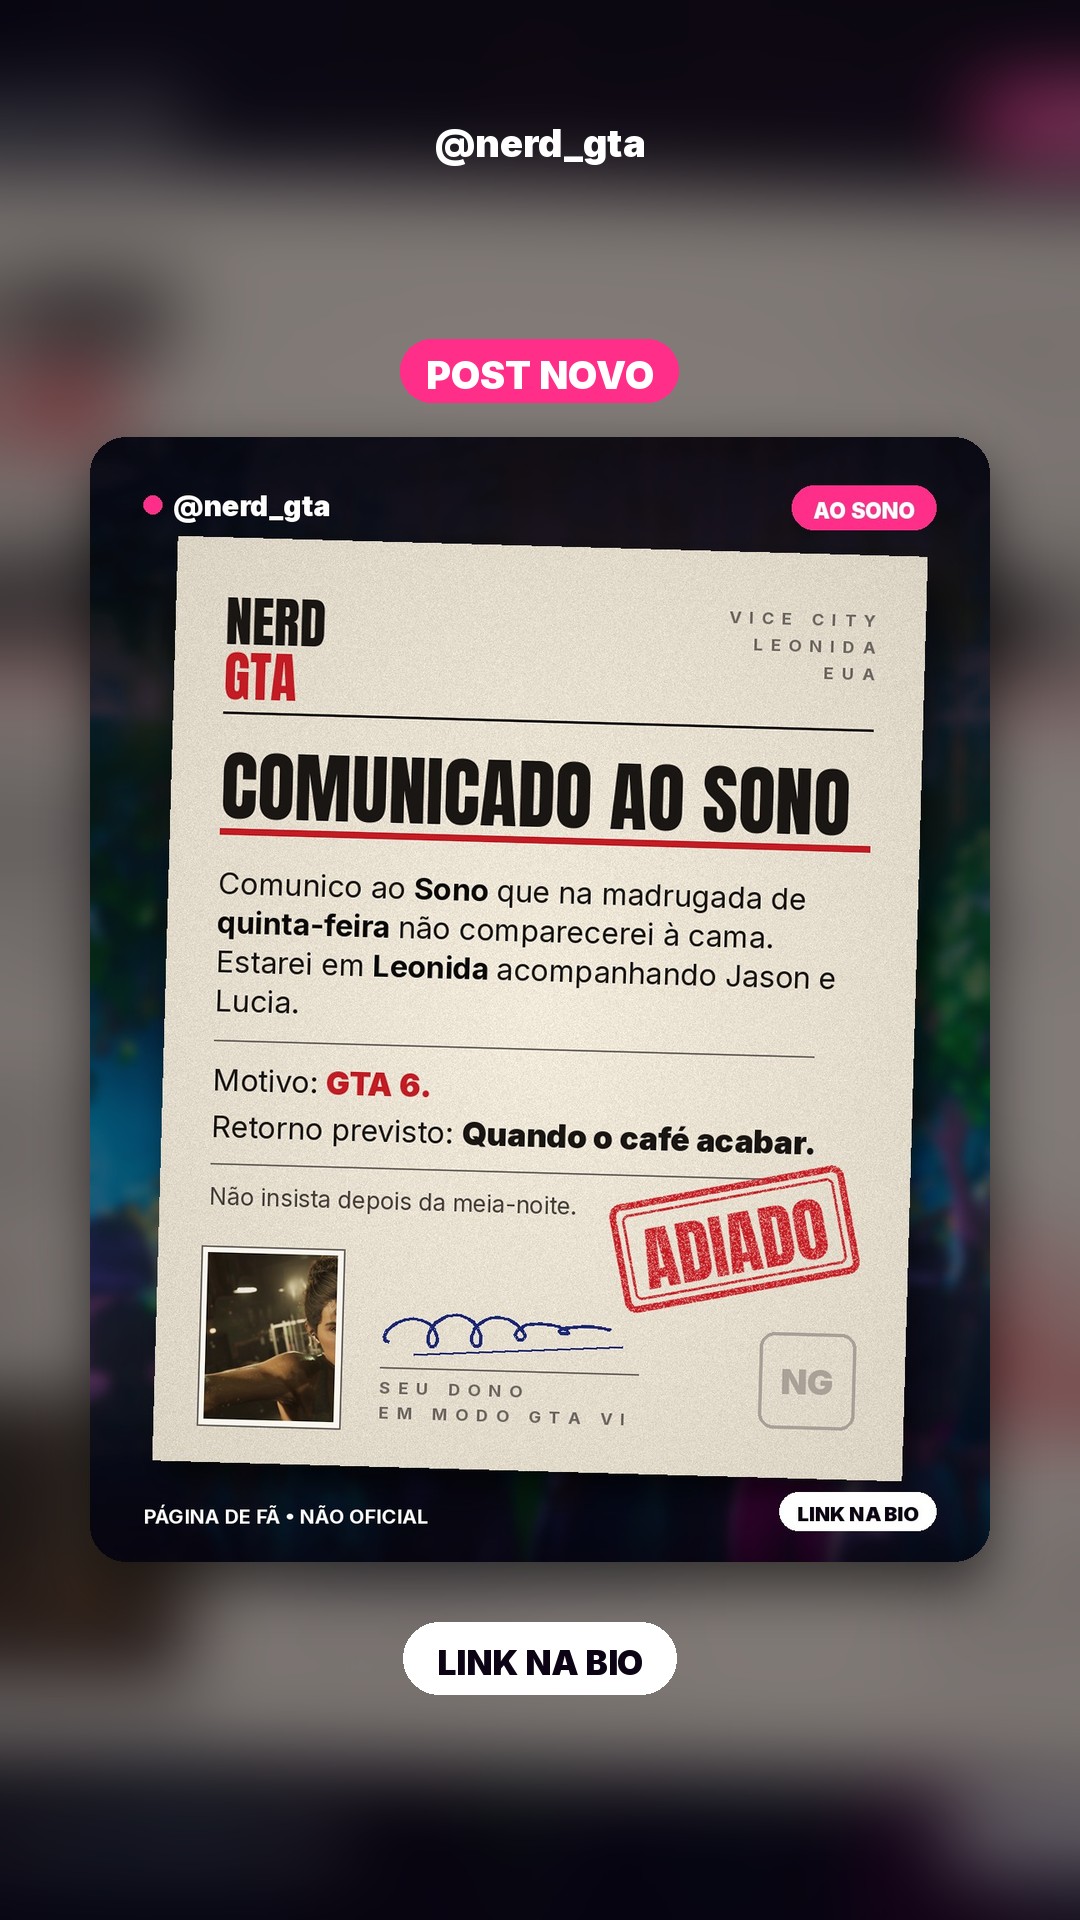 @nerd_gta
POST NOVO
@nerd_gta
AO SONO
NERD
GTA
VICE CITY
LEONIDA
EUA
COMUNICADO AO SONO
Comunico ao Sono que na madrugada de
quinta-feira não comparecerei à cama.
Estarei em Leonida acompanhando Jason e
Lucia.
Motivo: GTA 6.
Retorno previsto: Quando o café acabar.
Não insista depois da meia-noite.
ADIADO
SEU DONO
EM MODO GTA VI
NG
PÁGINA DE FÃ • NÃO OFICIAL
LINK NA BIO
LINK NA BIO